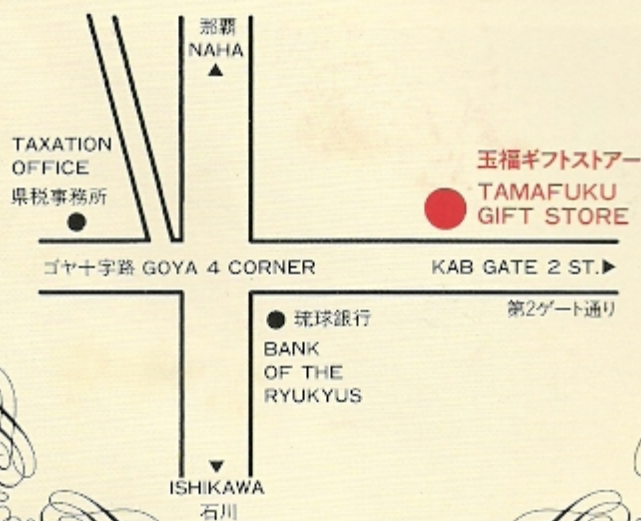 那覇
NAHA
▲
TAXATION
OFFICE
県税事務所
玉福ギフトストアー
TAMAFUKU
GIFT STORE
ゴヤ十字路 GOYA 4 CORNER
KAB GATE 2 ST.▶
第2ゲート通り
琉球銀行
BANK
OF THE
RYUKYUS
▼
ISHIKAWA
石川